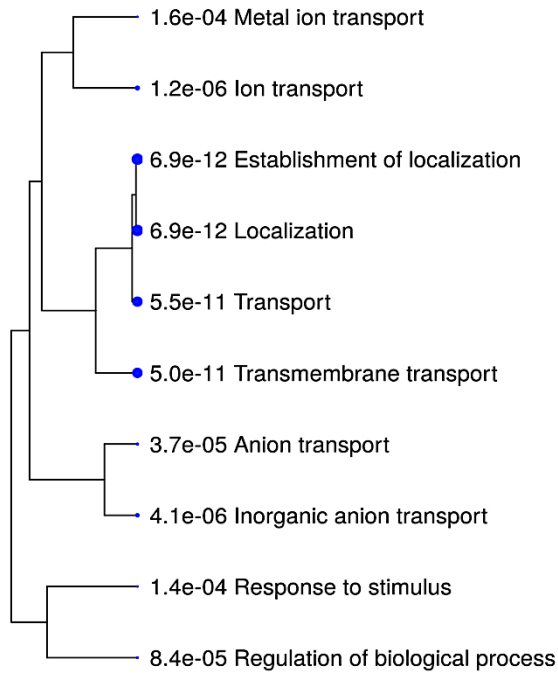 1.6e-04 Metal ion transport
1.2e-06 Ion transport
6.9e-12 Establishment of localization
6.9e-12 Localization
5.5e-11 Transport
5.0e-11 Transmembrane transport
3.7e-05 Anion transport
4.1e-06 Inorganic anion transport
1.4e-04 Response to stimulus
8.4e-05 Regulation of biological process